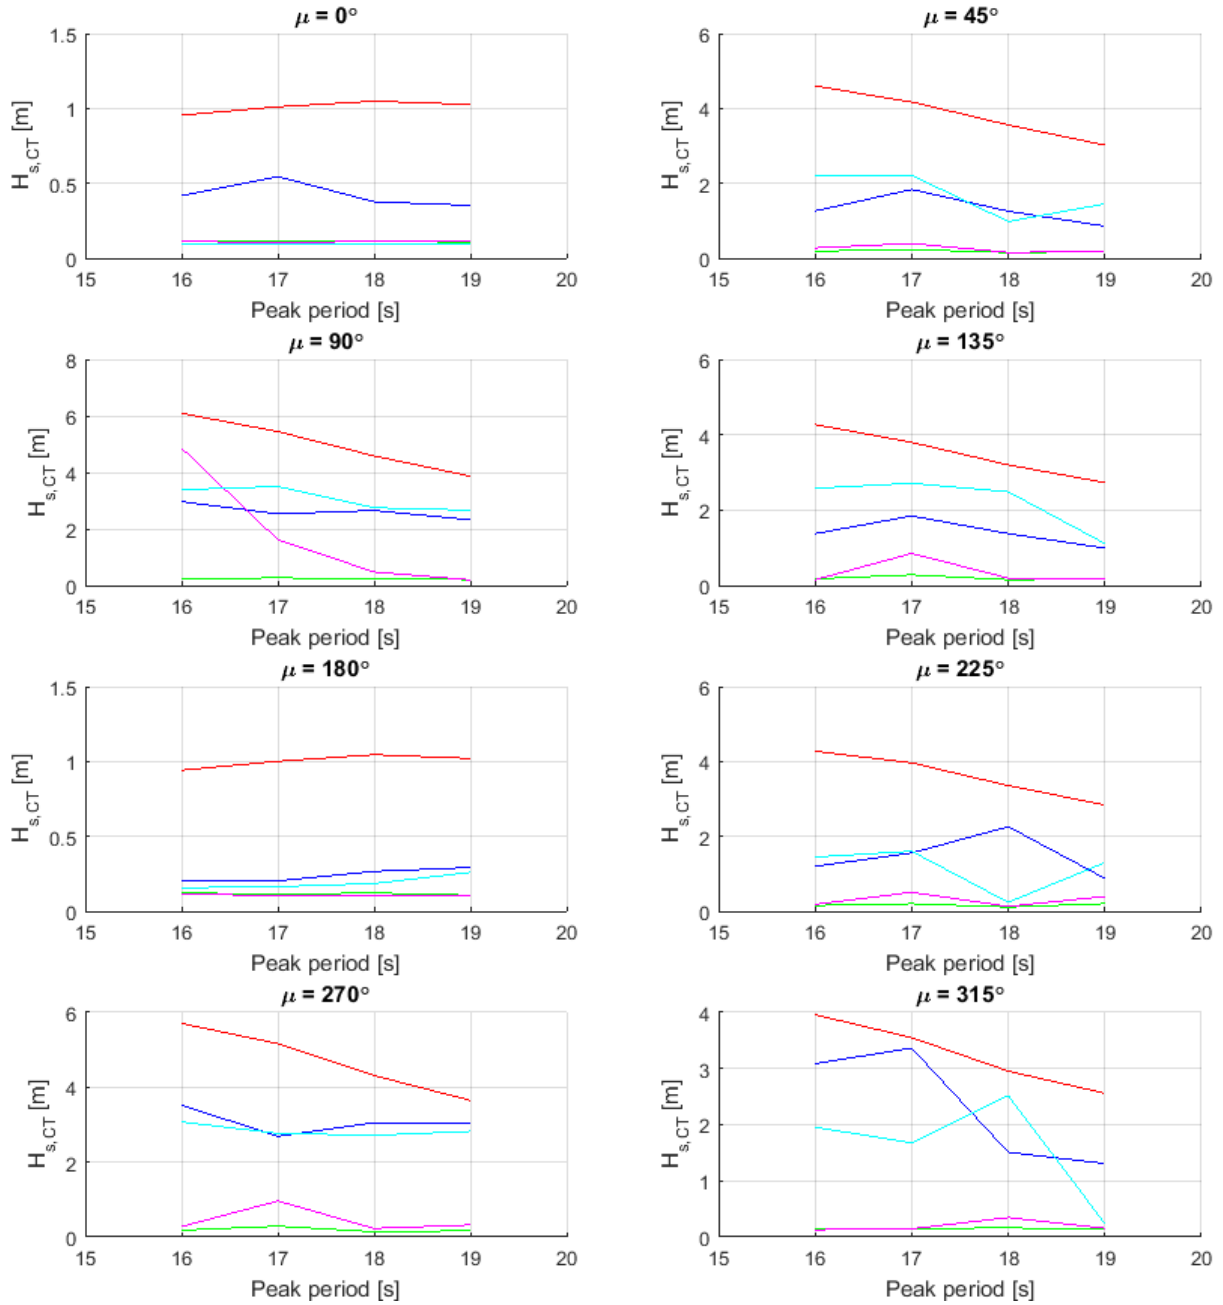 μ = 0°
1.5
1
0.5
0
H_s,CT [m]
15 16 17 18 19 20
Peak period [s]
μ = 45°
6
4
2
0
H_s,CT [m]
15 16 17 18 19 20
Peak period [s]
μ = 90°
8
6
4
2
0
H_s,CT [m]
15 16 17 18 19 20
Peak period [s]
μ = 135°
6
4
2
0
H_s,CT [m]
15 16 17 18 19 20
Peak period [s]
μ = 180°
1.5
1
0.5
0
H_s,CT [m]
15 16 17 18 19 20
Peak period [s]
μ = 225°
6
4
2
0
H_s,CT [m]
15 16 17 18 19 20
Peak period [s]
μ = 270°
6
4
2
0
H_s,CT [m]
15 16 17 18 19 20
Peak period [s]
μ = 315°
4
3
2
1
0
H_s,CT [m]
15 16 17 18 19 20
Peak period [s]